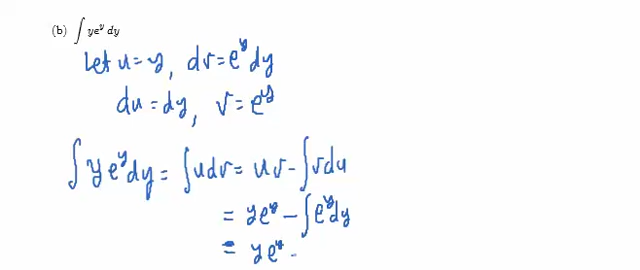 (b) ∫ ye^y dy
Let u = y, dv = e^y dy
du = dy, v = e^y
∫ y e^y dy = ∫ u dv = uv - ∫ v du
= ye^y - ∫ e^y dy
= ye^y -